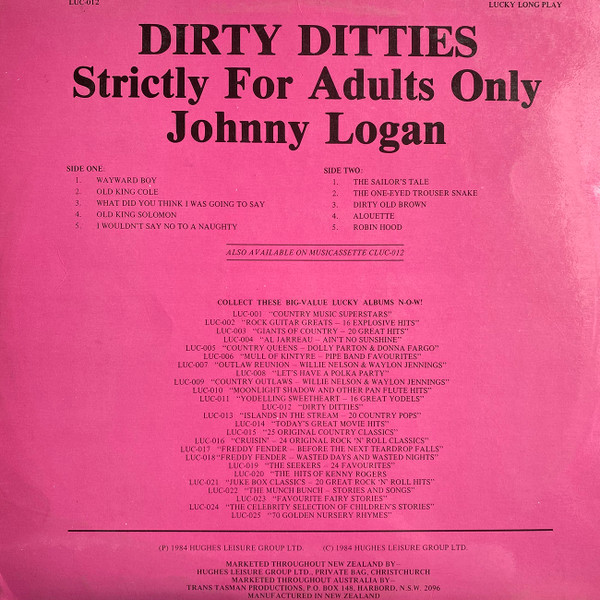 LUC-012 LUCKY LONG PLAY
DIRTY DITTIES
Strictly For Adults Only
Johnny Logan
SIDE ONE:
1. WAYWARD BOY
2. OLD KING COLE
3. WHAT DID YOU THINK I WAS GOING TO SAY
4. OLD KING SOLOMON
5. I WOULDN'T SAY NO TO A NAUGHTY
SIDE TWO:
1. THE SAILOR'S TALE
2. THE ONE-EYED TROUSER SNAKE
3. DIRTY OLD BROWN
4. ALOUETTE
5. ROBIN HOOD
ALSO AVAILABLE ON MUSICASSETTE CLUC-012
COLLECT THESE BIG-VALUE LUCKY ALBUMS N-O-W!
LUC-001 "COUNTRY MUSIC SUPERSTARS"
LUC-002 "ROCK GUITAR GREATS – 16 EXPLOSIVE HITS"
LUC-003 "GIANTS OF COUNTRY – 20 GREAT HITS"
LUC-004 "AL JARREAU – AIN'T NO SUNSHINE"
LUC-005 "COUNTRY QUEENS – DOLLY PARTON & DONNA FARGO"
LUC-006 "MULL OF KINTYRE – PIPE BAND FAVOURITES"
LUC-007 "OUTLAW REUNION – WILLIE NELSON & WAYLON JENNINGS"
LUC-008 "LET'S HAVE A POLKA PARTY"
LUC-009 "COUNTRY OUTLAWS – WILLIE NELSON & WAYLON JENNINGS"
LUC-010 "MOONLIGHT SHADOW AND OTHER PAN FLUTE HITS"
LUC-011 "YODELLING SWEETHEART – 16 GREAT YODELS"
LUC-012 "DIRTY DITTIES"
LUC-013 "ISLANDS IN THE STREAM – 20 COUNTRY POPS"
LUC-014 "TODAY'S GREAT MOVIE HITS"
LUC-015 "25 ORIGINAL COUNTRY CLASSICS"
LUC-016 "CRUISIN' – 24 ORIGINAL ROCK 'N' ROLL CLASSICS"
LUC-017 "FREDDY FENDER – BEFORE THE NEXT TEARDROP FALLS"
LUC-018 "FREDDY FENDER – WASTED DAYS AND WASTED NIGHTS"
LUC-019 "THE SEEKERS – 24 FAVOURITES"
LUC-020 "THE HITS OF KENNY ROGERS
LUC-021 "JUKE BOX CLASSICS – 20 GREAT ROCK 'N' ROLL HITS"
LUC-022 "THE MUNCH BUNCH – STORIES AND SONGS"
LUC-023 "FAVOURITE FAIRY STORIES"
LUC-024 "THE CELEBRITY SELECTION OF CHILDREN'S STORIES"
LUC-025 "70 GOLDEN NURSERY RHYMES"
(P) 1984 HUGHES LEISURE GROUP LTD. (C) 1984 HUGHES LEISURE GROUP LTD.
MARKETED THROUGHOUT NEW ZEALAND BY–
HUGHES LEISURE GROUP LTD., PRIVATE BAG, CHRISTCHURCH
MARKETED THROUGHOUT AUSTRALIA BY–
TRANS TASMAN PRODUCTIONS, P.O. BOX 148, HARBORD, N.S.W. 2096
MANUFACTURED IN NEW ZEALAND